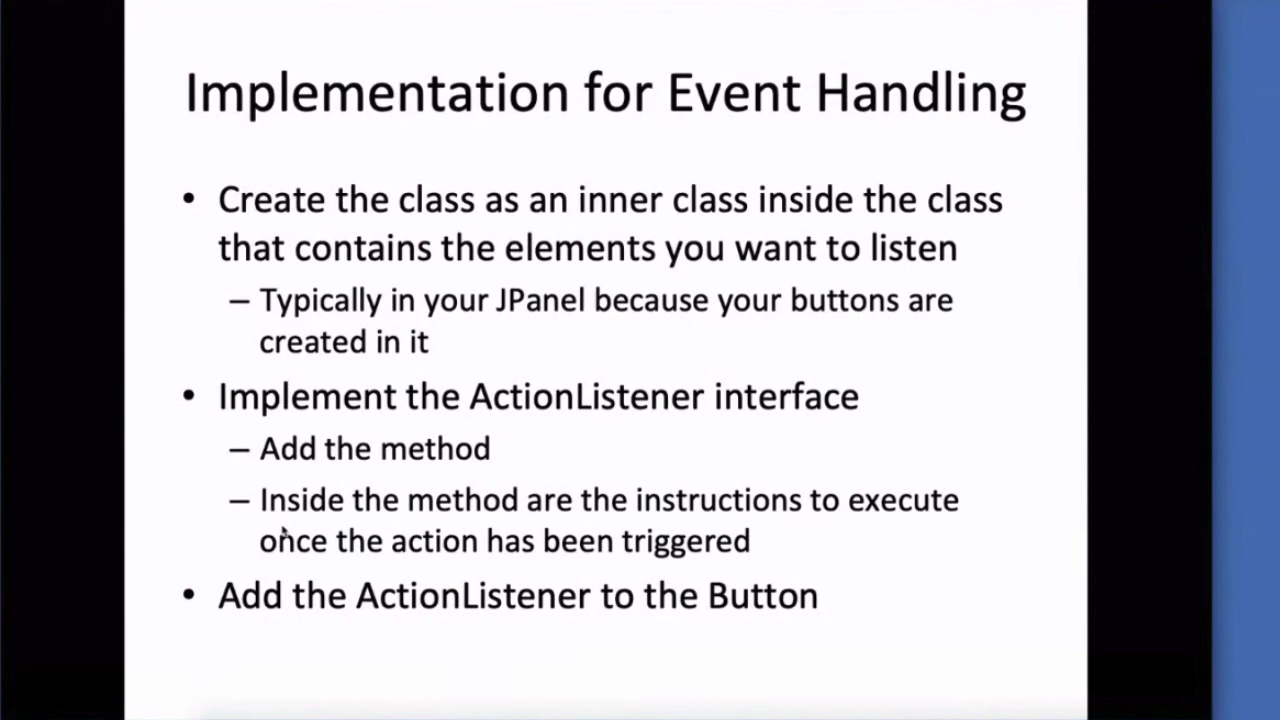 Implementation for Event Handling
• Create the class as an inner class inside the class
that contains the elements you want to listen
– Typically in your JPanel because your buttons are
created in it
• Implement the ActionListener interface
– Add the method
– Inside the method are the instructions to execute
once the action has been triggered
• Add the ActionListener to the Button